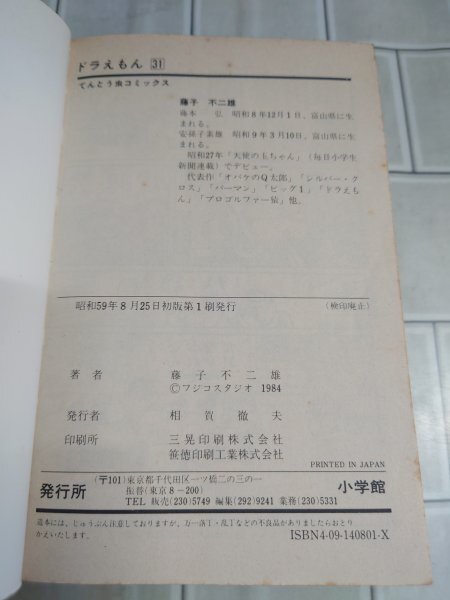 ドラえもん 31
てんとう虫コミックス
藤子 不二雄
藤本 弘 昭和8年12月1日、富山県に生
まれる。
安孫子素雄 昭和9年3月10日、富山県に生
まれる。
昭和27年「天使の玉ちゃん」(毎日小学生
新聞連載)でデビュー。
代表作「オバケのQ太郎」「シルバー・ク
ロス」「パーマン」「ビッグ1」「ドラえも
ん」「プロゴルファー猿」他。
昭和59年8月25日初版第1刷発行 (検印廃止)
著者 藤子不二雄
©フジコスタジオ 1984
発行者 相賀徹夫
印刷所 三晃印刷株式会社
笹徳印刷工業株式会社
PRINTED IN JAPAN
発行所 (〒101)東京都千代田区一ツ橋二の三の一
振替(東京8-200)
TEL 販売(230)5749 編集(292)9241 業務(230)5331
小学館
造本には、じゅうぶん注意しておりますが、万一落丁・乱丁などの不良品がありましたらおとり
かえいたします。
ISBN4-09-140801-X